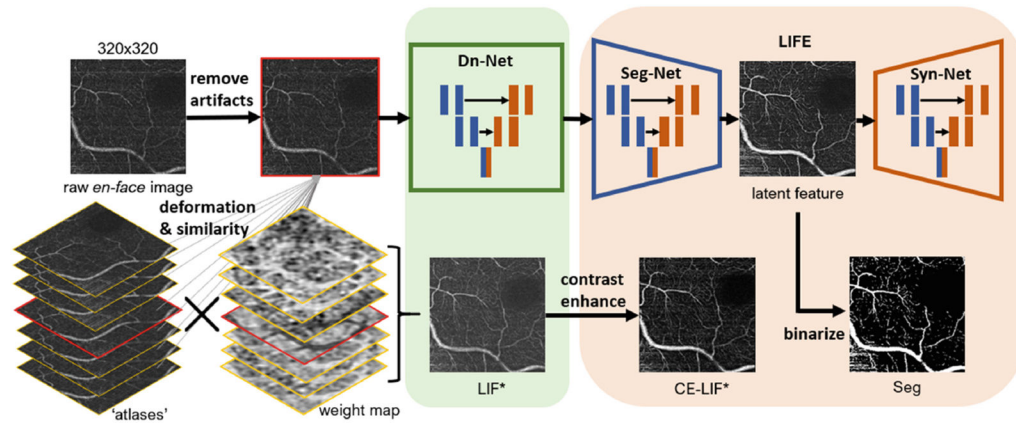 320x320
remove
artifacts
raw en-face image
deformation
& similarity
'atlases'
weight map
Dn-Net
LIF*
LIFE
Seg-Net
Syn-Net
latent feature
contrast
enhance
CE-LIF*
binarize
Seg